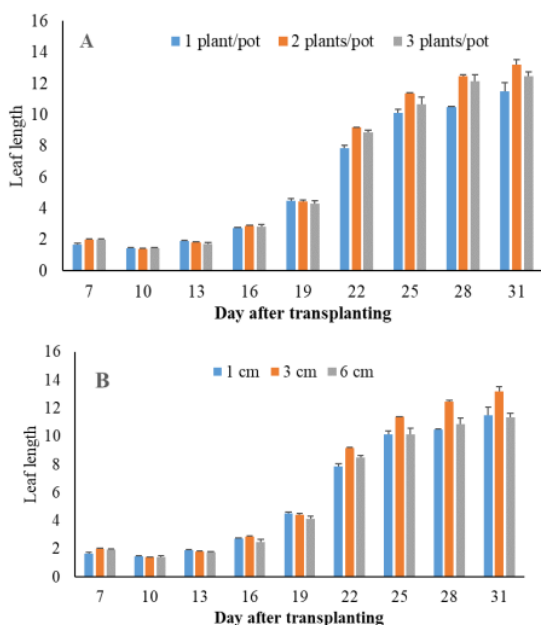 A
1 plant/pot 2 plants/pot 3 plants/pot
16
14
12
10
8
6
4
2
0
Leaf length
7 10 13 16 19 22 25 28 31
Day after transplanting
B
1 cm 3 cm 6 cm
16
14
12
10
8
6
4
2
0
Leaf length
7 10 13 16 19 22 25 28 31
Day after transplanting